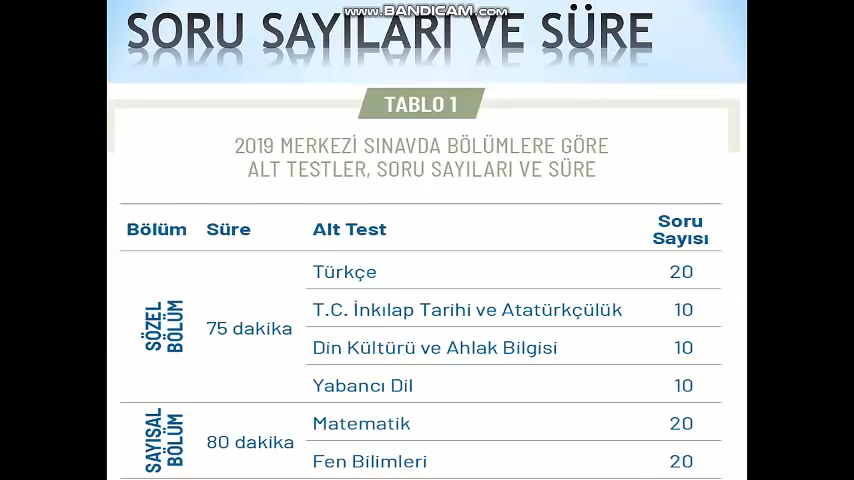 www.BANDICAM.com
SORU SAYILARI VE SÜRE
TABLO 1
2019 MERKEZİ SINAVDA BÖLÜMLERE GÖRE
ALT TESTLER, SORU SAYILARI VE SÜRE
Bölüm Süre Alt Test Soru Sayısı
SÖZEL BÖLÜM 75 dakika
Türkçe 20
T.C. İnkılap Tarihi ve Atatürkçülük 10
Din Kültürü ve Ahlak Bilgisi 10
Yabancı Dil 10
SAYISAL BÖLÜM 80 dakika
Matematik 20
Fen Bilimleri 20